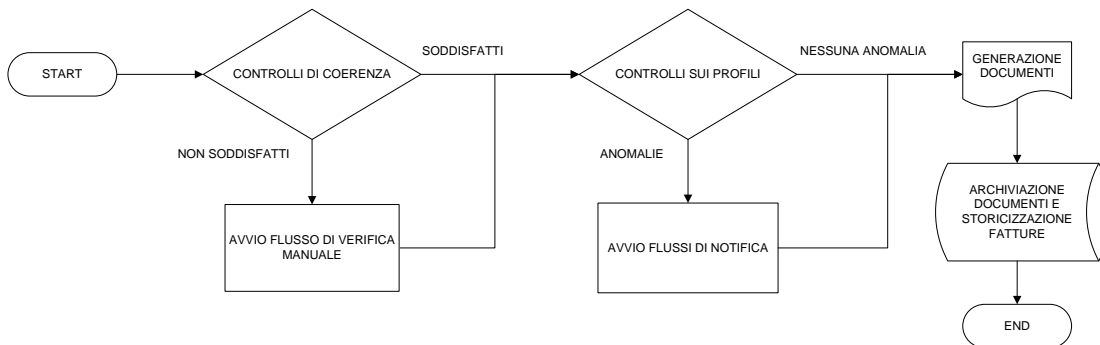 START
CONTROLLI DI COERENZA
SODDISFATTI
NON SODDISFATTI
AVVIO FLUSSO DI VERIFICA
MANUALE
CONTROLLI SUI PROFILI
NESSUNA ANOMALIA
ANOMALIE
AVVIO FLUSSI DI NOTIFICA
GENERAZIONE
DOCUMENTI
ARCHIVIAZIONE
DOCUMENTI E
STORICIZZAZIONE
FATTURE
END